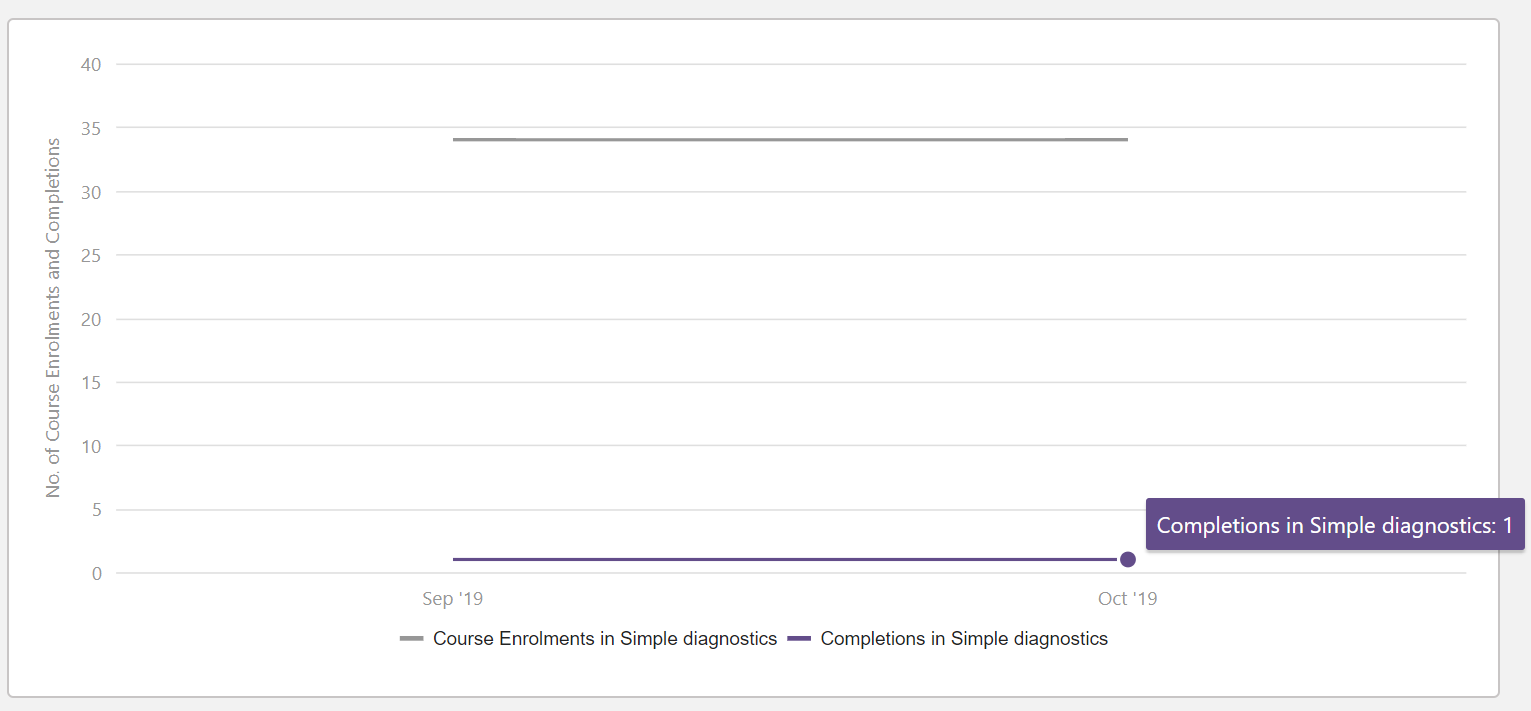 No. of Course Enrolments and Completions
40
35
30
25
20
15
10
5
0
Completions in Simple diagnostics: 1
Sep '19
Oct '19
Course Enrolments in Simple diagnostics
Completions in Simple diagnostics